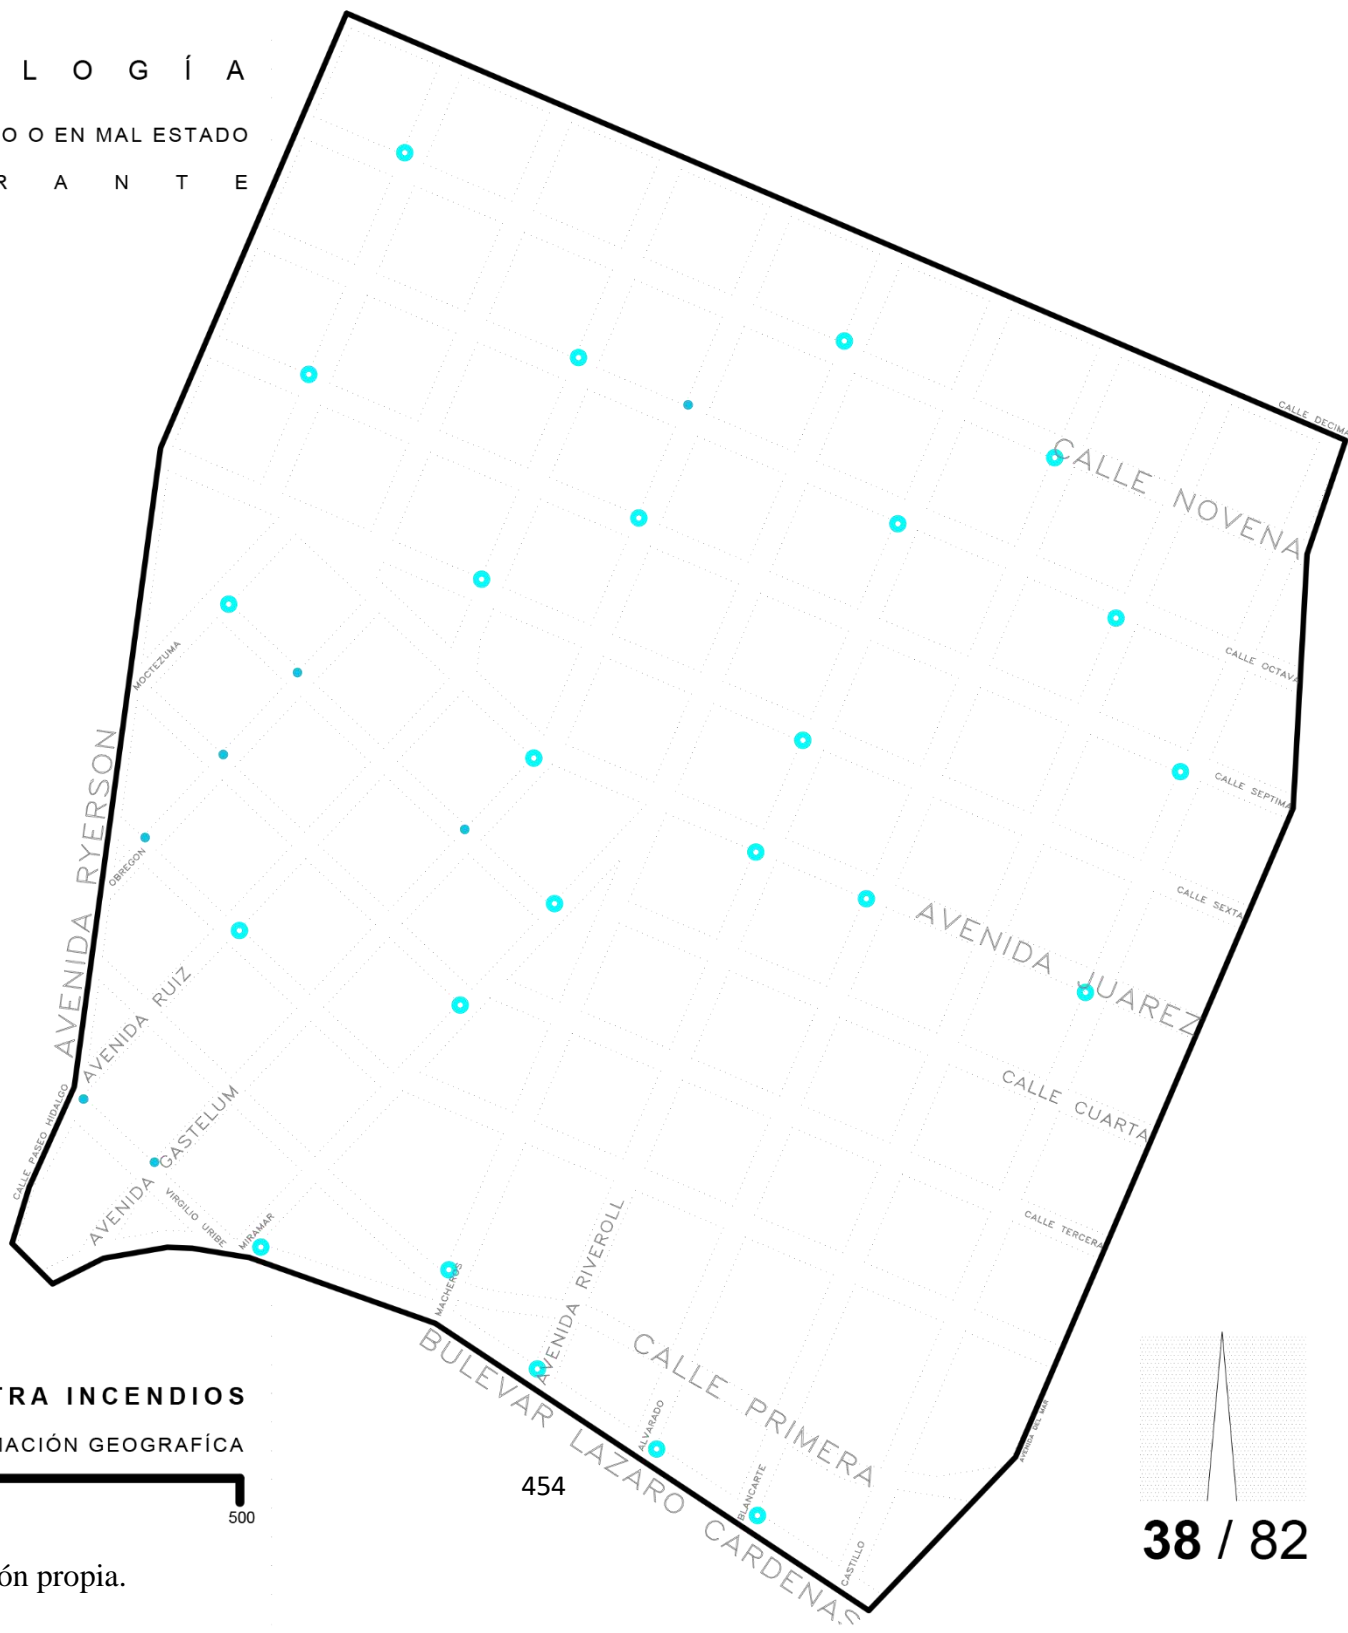 L O G Í A
O O EN MAL ESTADO
R A N T E
CALLE DECIMA
CALLE NOVENA
CALLE OCTAVA
MOCTEZUMA
AVENIDA RYERSON
CALLE SEPTIMA
OBREGON
CALLE SEXTA
AVENIDA JUAREZ
AVENIDA RUIZ
CALLE CUARTA
CALLE PASEO HIDALGO
AVENIDA GASTELUM
VIRGILIO URIBE
MIRAMAR
CALLE TERCERA
MACHEROS
AVENIDA RIVEROLL
CALLE PRIMERA
BULEVAR LAZARO CARDENAS
ALVARADO
BLANCARTE
CASTILLO
AVENIDA DEL MAR
TRA INCENDIOS
MACIÓN GEOGRAFÍCA
500
454
38 / 82
ón propia.